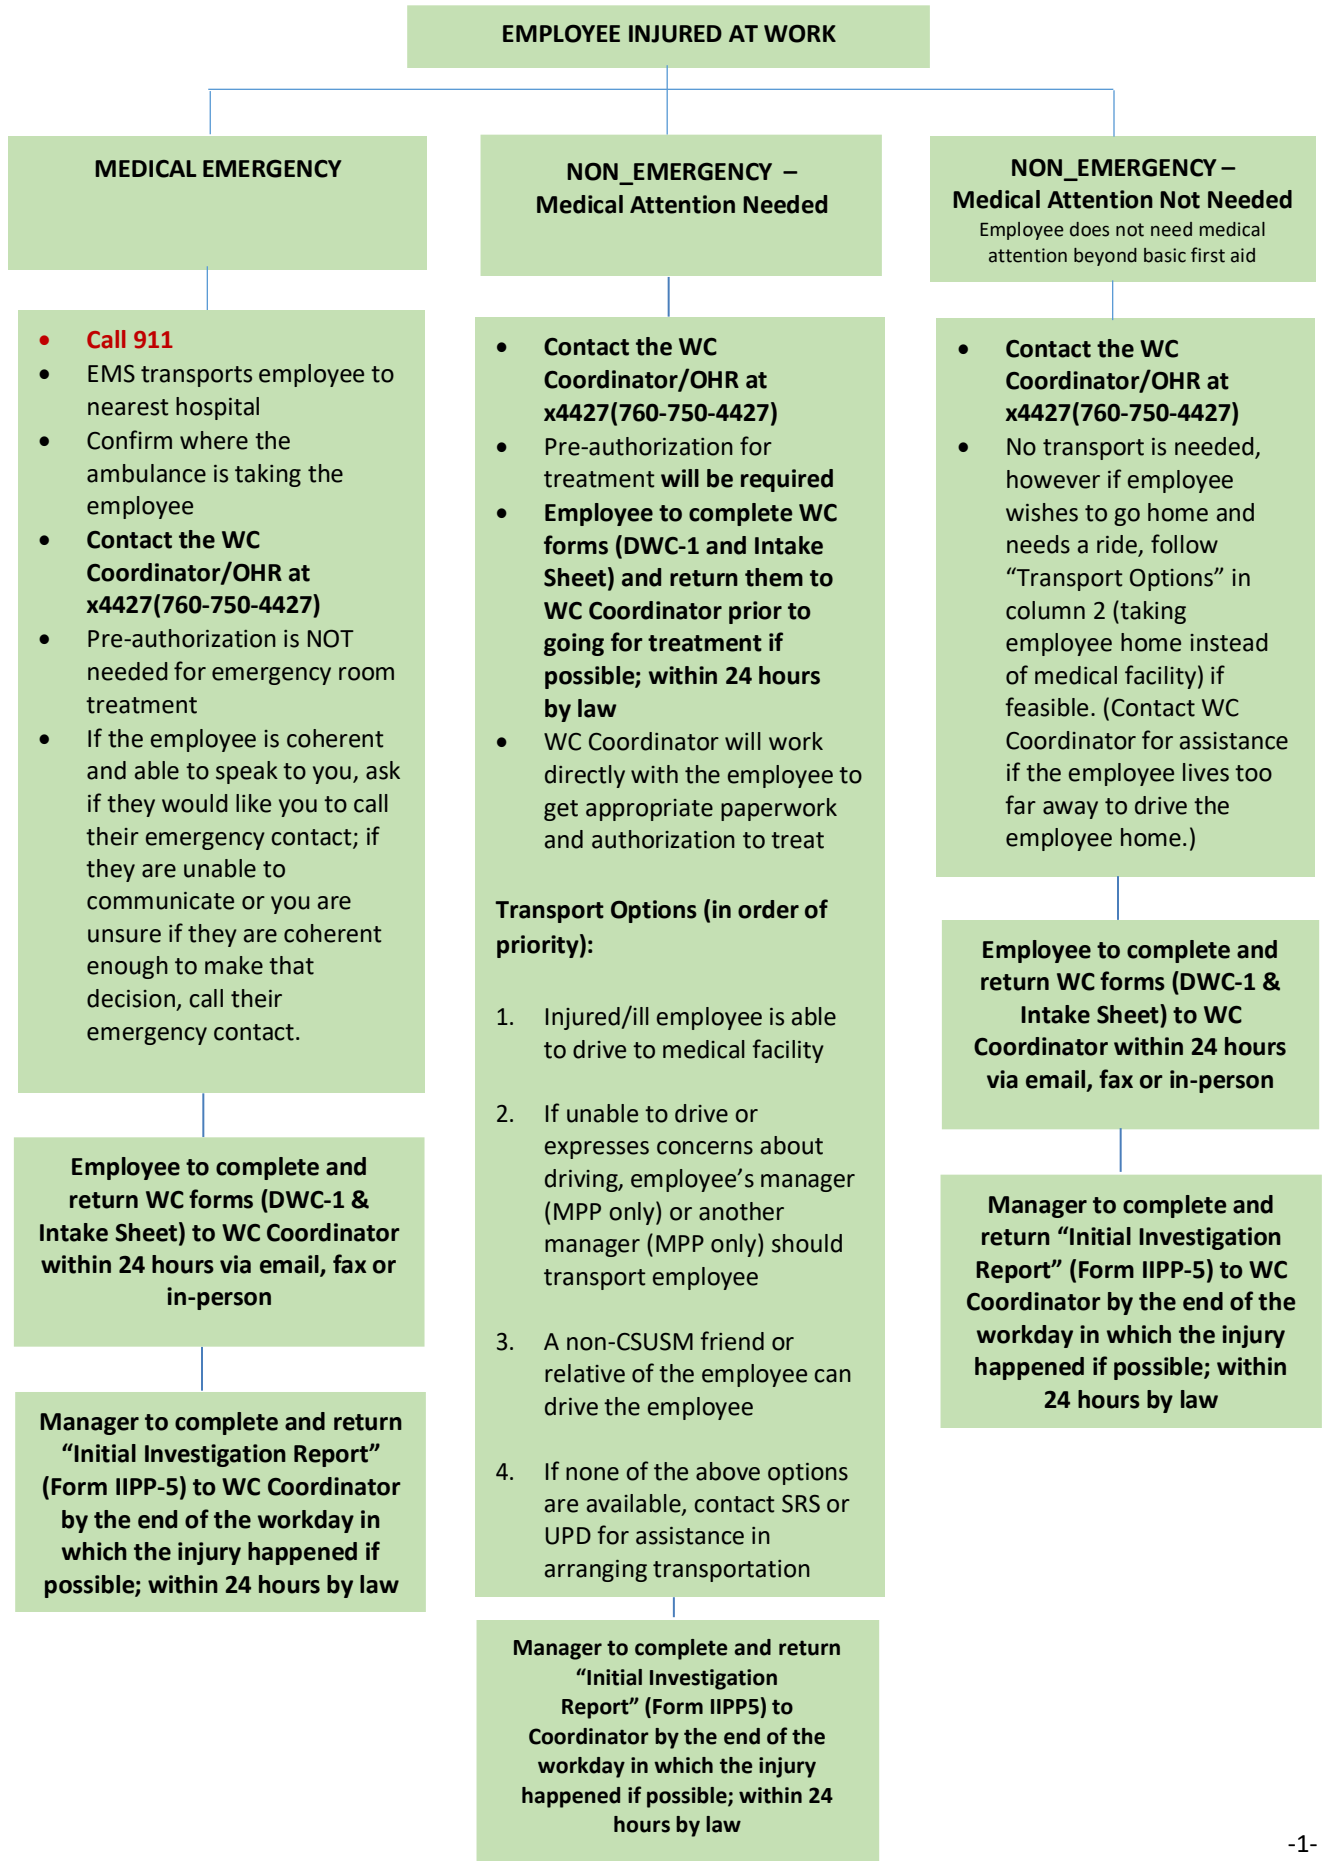 EMPLOYEE INJURED AT WORK
MEDICAL EMERGENCY
• Call 911
• EMS transports employee to
nearest hospital
• Confirm where the
ambulance is taking the
employee
• Contact the WC
Coordinator/OHR at
x4427(760-750-4427)
• Pre-authorization is NOT
needed for emergency room
treatment
• If the employee is coherent
and able to speak to you, ask
if they would like you to call
their emergency contact; if
they are unable to
communicate or you are
unsure if they are coherent
enough to make that
decision, call their
emergency contact.
Employee to complete and
return WC forms (DWC-1 &
Intake Sheet) to WC Coordinator
within 24 hours via email, fax or
in-person
Manager to complete and return
“Initial Investigation Report”
(Form IIPP-5) to WC Coordinator
by the end of the workday in
which the injury happened if
possible; within 24 hours by law
NON_EMERGENCY –
Medical Attention Needed
• Contact the WC
Coordinator/OHR at
x4427(760-750-4427)
• Pre-authorization for
treatment will be required
• Employee to complete WC
forms (DWC-1 and Intake
Sheet) and return them to
WC Coordinator prior to
going for treatment if
possible; within 24 hours
by law
• WC Coordinator will work
directly with the employee to
get appropriate paperwork
and authorization to treat
Transport Options (in order of
priority):
1. Injured/ill employee is able
to drive to medical facility
2. If unable to drive or
expresses concerns about
driving, employee’s manager
(MPP only) or another
manager (MPP only) should
transport employee
3. A non-CSUSM friend or
relative of the employee can
drive the employee
4. If none of the above options
are available, contact SRS or
UPD for assistance in
arranging transportation
Manager to complete and return
“Initial Investigation
Report” (Form IIPP5) to
Coordinator by the end of the
workday in which the injury
happened if possible; within 24
hours by law
NON_EMERGENCY –
Medical Attention Not Needed
Employee does not need medical
attention beyond basic first aid
• Contact the WC
Coordinator/OHR at
x4427(760-750-4427)
• No transport is needed,
however if employee
wishes to go home and
needs a ride, follow
“Transport Options” in
column 2 (taking
employee home instead
of medical facility) if
feasible. (Contact WC
Coordinator for assistance
if the employee lives too
far away to drive the
employee home.)
Employee to complete and
return WC forms (DWC-1 &
Intake Sheet) to WC
Coordinator within 24 hours
via email, fax or in-person
Manager to complete and
return “Initial Investigation
Report” (Form IIPP-5) to WC
Coordinator by the end of the
workday in which the injury
happened if possible; within
24 hours by law
-1-